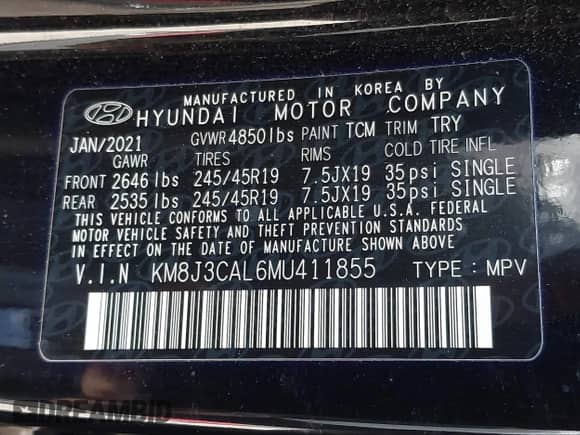 MANUFACTURED IN KOREA BY
HYUNDAI MOTOR COMPANY
JAN/2021 GVWR 4850lbs PAINT TCM TRIM TRY
GAWR TIRES RIMS COLD TIRE INFL
FRONT 2646 lbs 245/45R19 7.5JX19 35psi SINGLE
REAR 2535 lbs 245/45R19 7.5JX19 35psi SINGLE
THIS VEHICLE CONFORMS TO ALL APPLICABLE U.S.A. FEDERAL
MOTOR VEHICLE SAFETY AND THEFT PREVENTION STANDARDS
IN EFFECT ON THE DATE OF MANUFACTURE SHOWN ABOVE.
V.I.N KM8J3CAL6MU411855 TYPE : MPV
DREAMBID